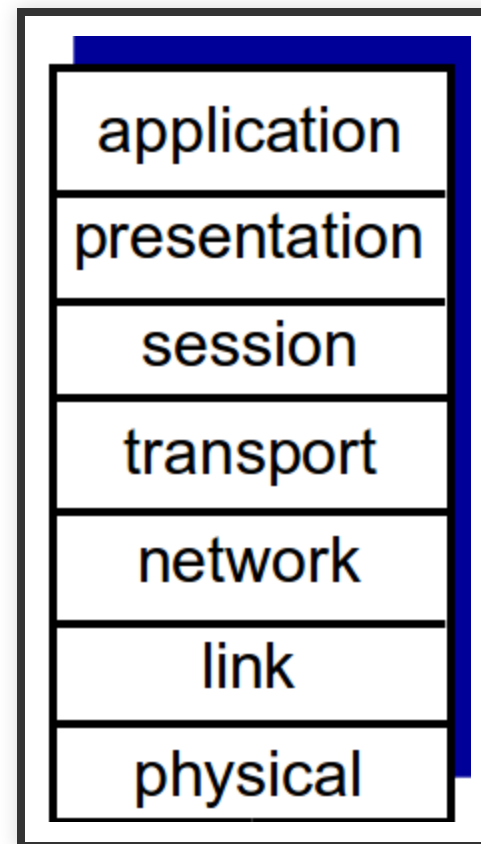 application
presentation
session
transport
network
link
physical